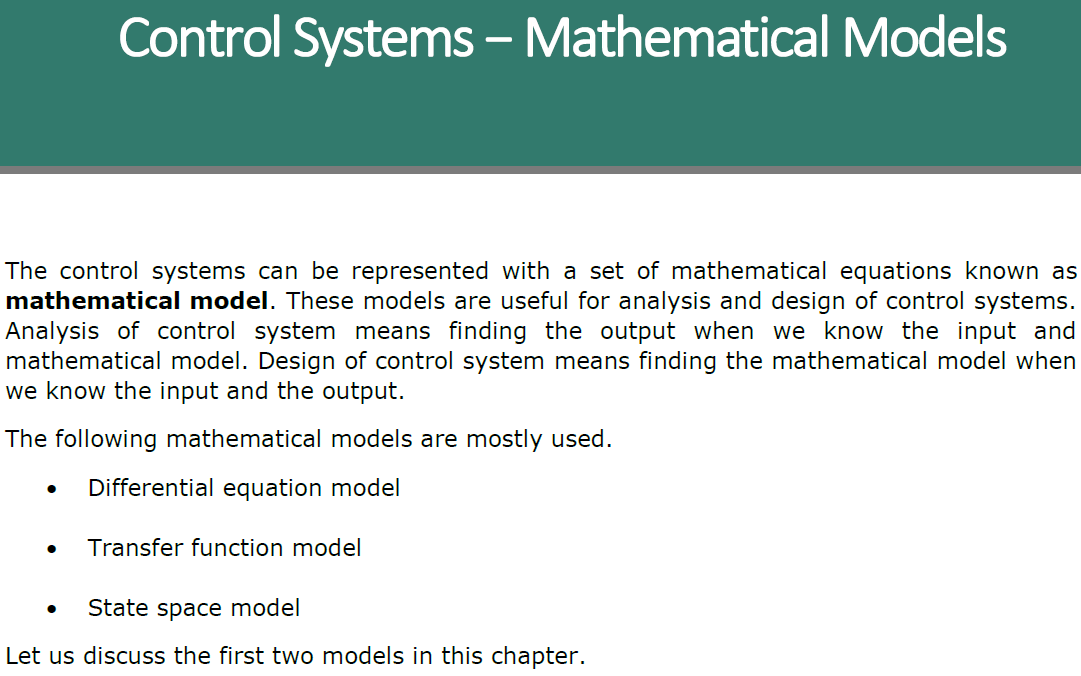 Control Systems – Mathematical Models
The control systems can be represented with a set of mathematical equations known as
mathematical model. These models are useful for analysis and design of control systems.
Analysis of control system means finding the output when we know the input and
mathematical model. Design of control system means finding the mathematical model when
we know the input and the output.
The following mathematical models are mostly used.
• Differential equation model
• Transfer function model
• State space model
Let us discuss the first two models in this chapter.